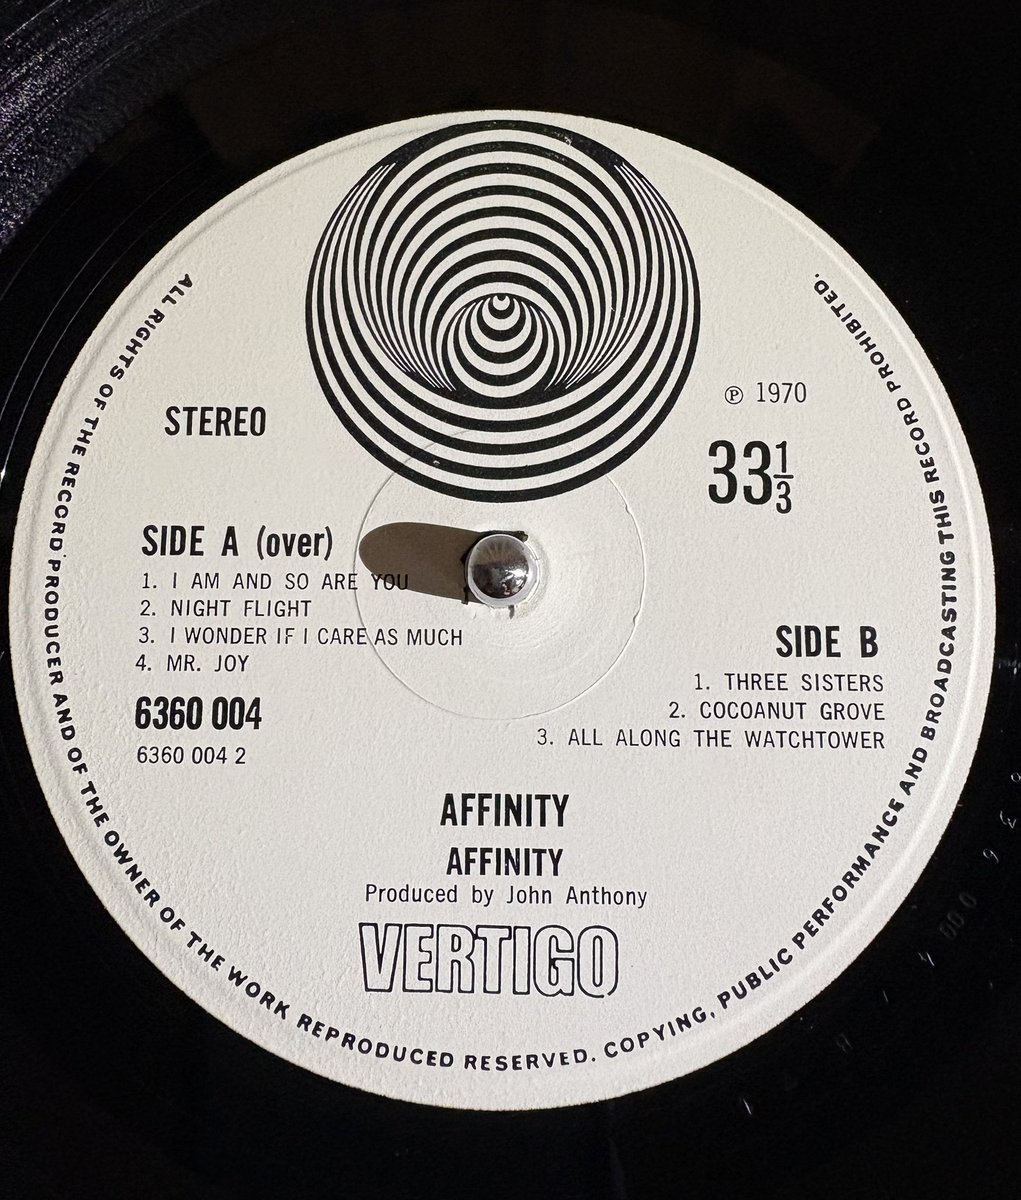 ALL RIGHTS OF THE RECORD PRODUCER AND OF THE OWNER OF THE WORK REPRODUCED RESERVED. COPYING, PUBLIC PERFORMANCE AND BROADCASTING THIS RECORD PROHIBITED.
℗ 1970
STEREO
33⅓
SIDE A (over)
1. I AM AND SO ARE YOU
2. NIGHT FLIGHT
3. I WONDER IF I CARE AS MUCH
4. MR. JOY
6360 004
6360 004 2
SIDE B
1. THREE SISTERS
2. COCOANUT GROVE
3. ALL ALONG THE WATCHTOWER
AFFINITY
AFFINITY
Produced by John Anthony
VERTIGO